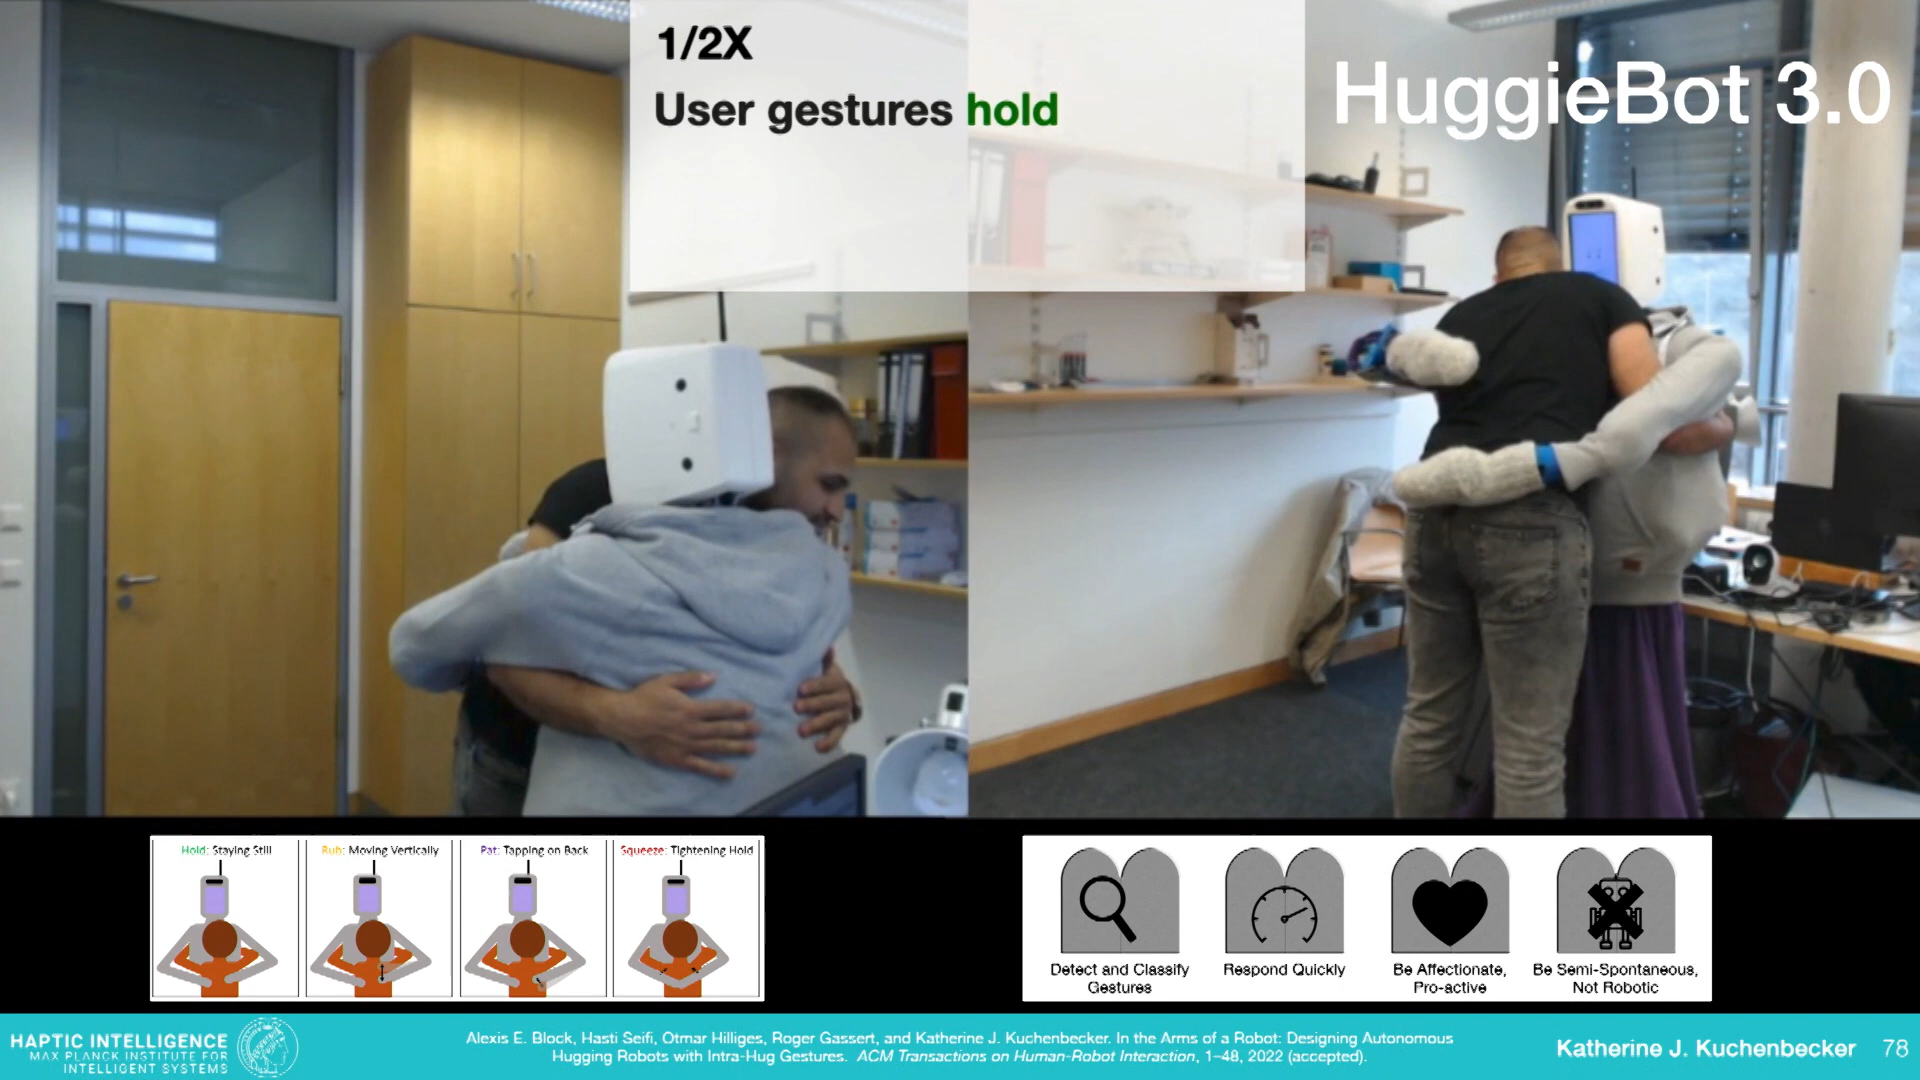 1/2X
User gestures hold
HuggieBot 3.0
Hold: Staying Still
Rub: Moving Vertically
Pat: Tapping on Back
Squeeze: Tightening Hold
Detect and Classify
Gestures
Respond Quickly
Be Affectionate,
Pro-active
Be Semi-Spontaneous,
Not Robotic
HAPTIC INTELLIGENCE
MAX PLANCK INSTITUTE FOR
INTELLIGENT SYSTEMS
Alexis E. Block, Hasti Seifi, Otmar Hilliges, Roger Gassert, and Katherine J. Kuchenbecker. In the Arms of a Robot: Designing Autonomous
Hugging Robots with Intra-Hug Gestures. ACM Transactions on Human-Robot Interaction, 1–48, 2022 (accepted).
Katherine J. Kuchenbecker 78